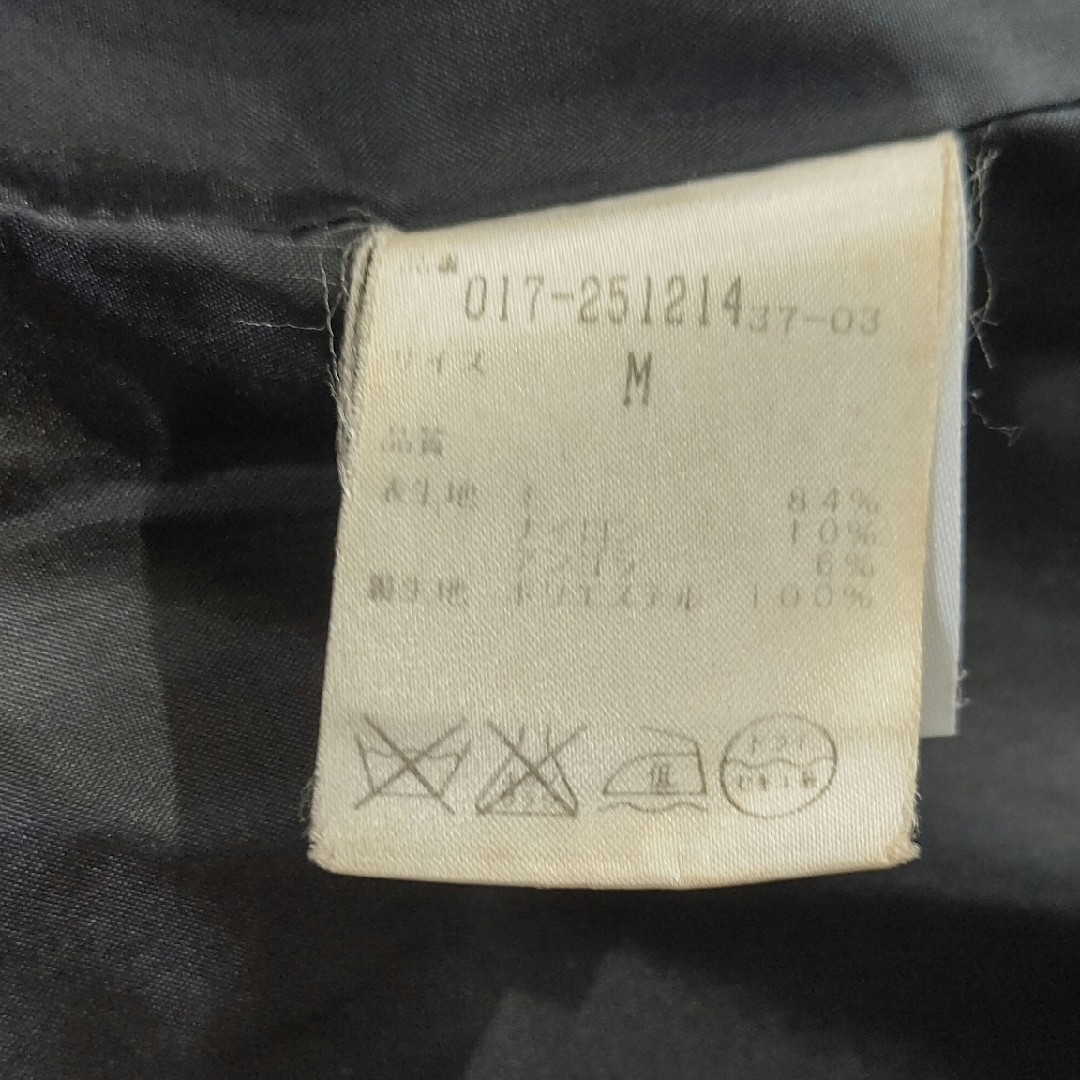 品番
017-251214 37-03
サイズ M
品質
表生地 毛 84%
ナイロン 10%
アンゴラ 6%
裏生地 ポリエステル 100%
低
ドライ